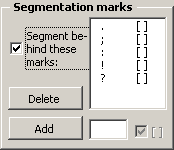 Segmentation marks
Segment be-
hind these
marks:
. []
; []
: []
! []
? []
Delete
Add
[]